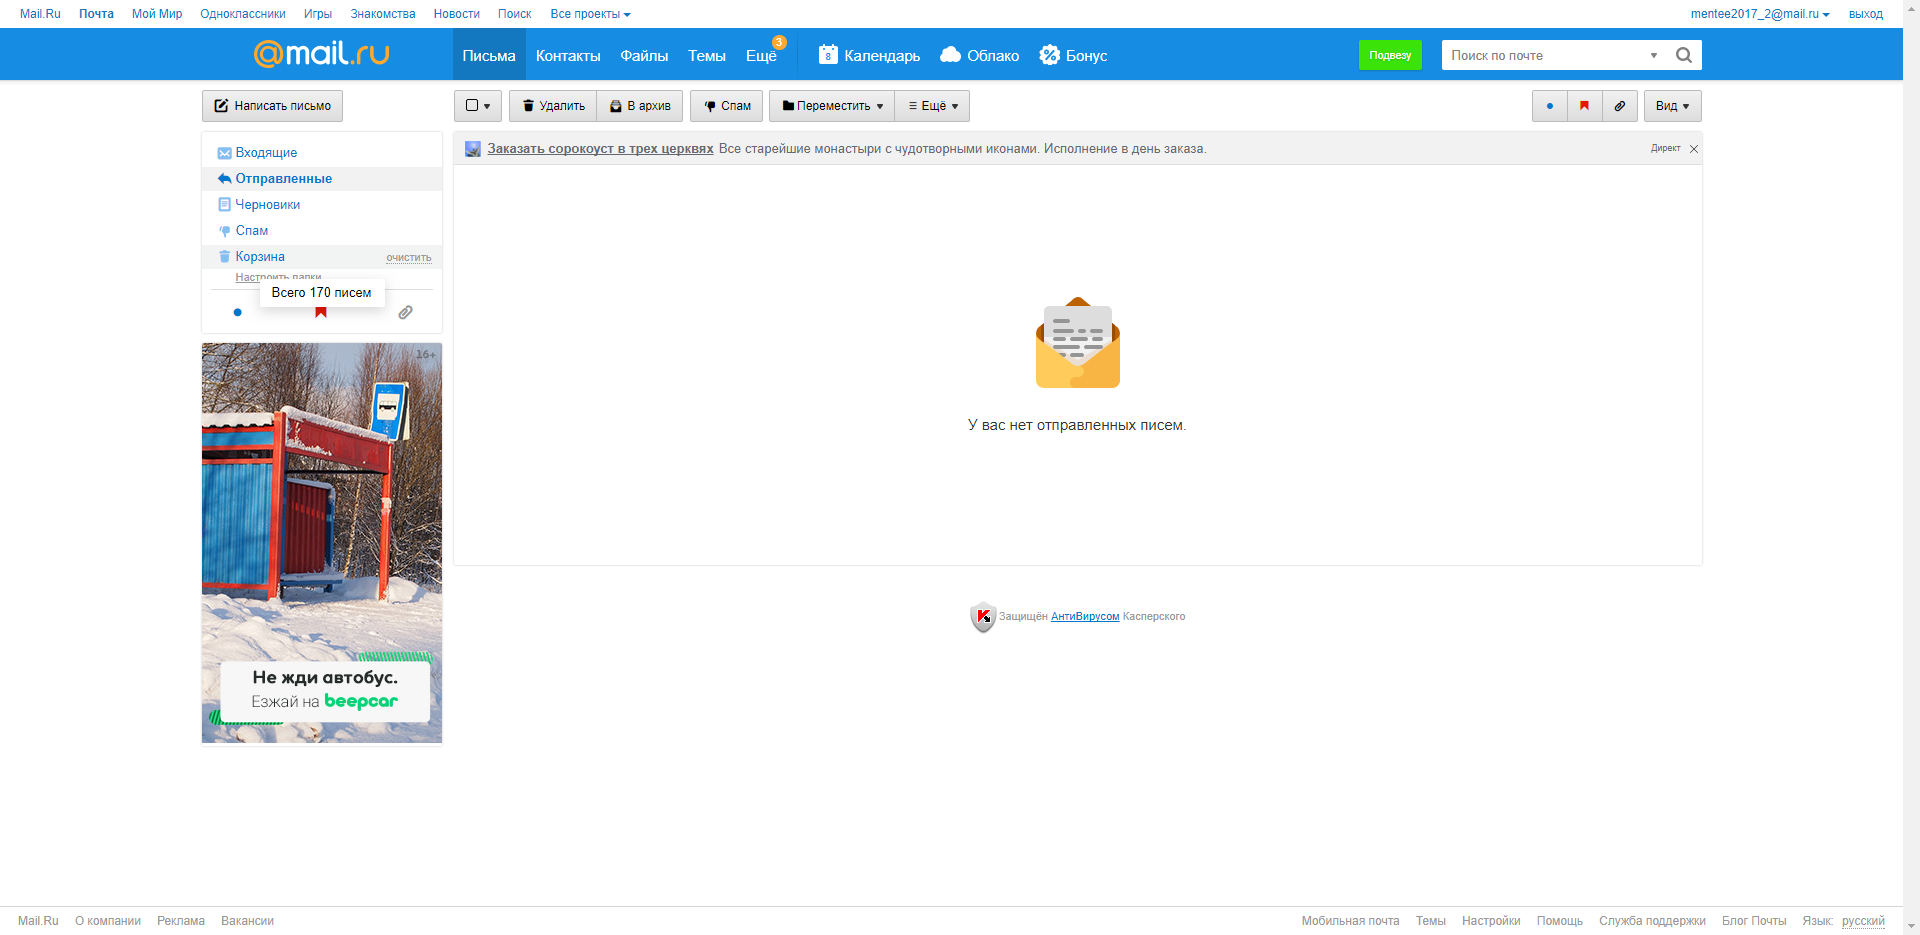 Mail.Ru Почта Мой Мир Одноклассники Игры Знакомства Новости Поиск Все проекты mentee2017_2@mail.ru выход
@mail.ru Письма Контакты Файлы Темы Ещё 3 8 Календарь Облако Бонус Подвезу Поиск по почте
Написать письмо Удалить В архив Спам Переместить Ещё Вид
Входящие
Отправленные
Черновики
Спам
Корзина очистить
Настроить папки
Всего 170 писем
Заказать сорокоуст в трех церквях Все старейшие монастыри с чудотворными иконами. Исполнение в день заказа. Директ
У вас нет отправленных писем.
Защищён АнтиВирусом Касперского
16+
Не жди автобус.
Езжай на beepcar
Mail.Ru О компании Реклама Вакансии Мобильная почта Темы Настройки Помощь Служба поддержки Блог Почты Язык: русский